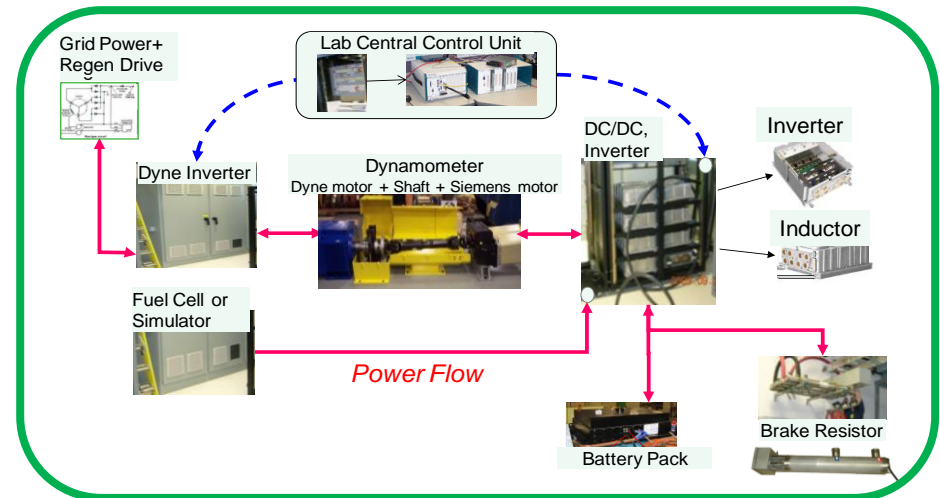 Grid Power+
Regen Drive
Lab Central Control Unit
DC/DC,
Inverter
Inverter
Dyne Inverter
Dynamometer
Dyne motor + Shaft + Siemens motor
Inductor
Fuel Cell or
Simulator
Power Flow
Battery Pack
Brake Resistor